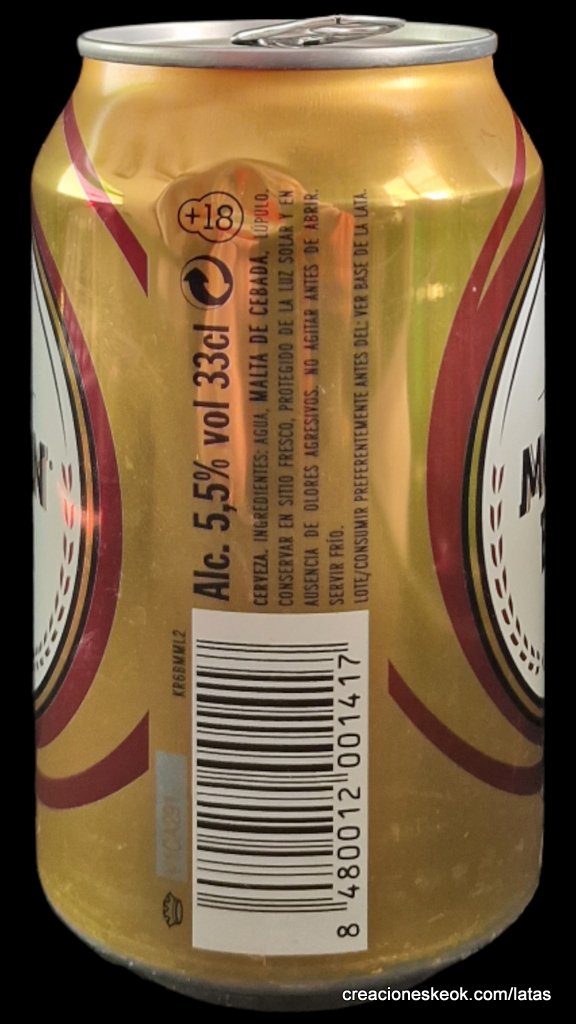 +18
Alc. 5,5% vol 33cl
CERVEZA. INGREDIENTES: AGUA, MALTA DE CEBADA, LÚPULO.
CONSERVAR EN SITIO FRESCO, PROTEGIDO DE LA LUZ SOLAR Y EN
AUSENCIA DE OLORES AGRESIVOS. NO AGITAR ANTES DE ABRIR.
SERVIR FRÍO.
LOTE/CONSUMIR PREFERENTEMENTE ANTES DEL: VER BASE DE LA LATA.
KR6BMML2
8 480012 001417
creacioneskeok.com/latas